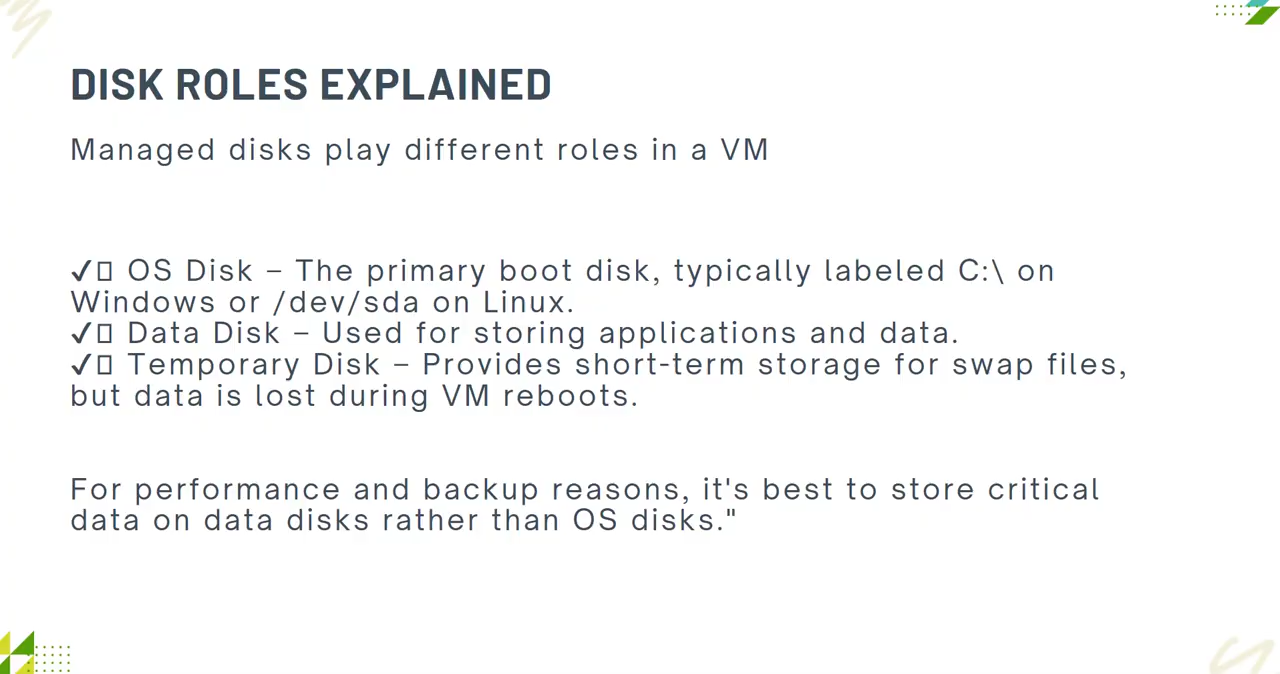 DISK ROLES EXPLAINED
Managed disks play different roles in a VM
✔▯ OS Disk – The primary boot disk, typically labeled C:\ on
Windows or /dev/sda on Linux.
✔▯ Data Disk – Used for storing applications and data.
✔▯ Temporary Disk – Provides short-term storage for swap files,
but data is lost during VM reboots.
For performance and backup reasons, it's best to store critical
data on data disks rather than OS disks."